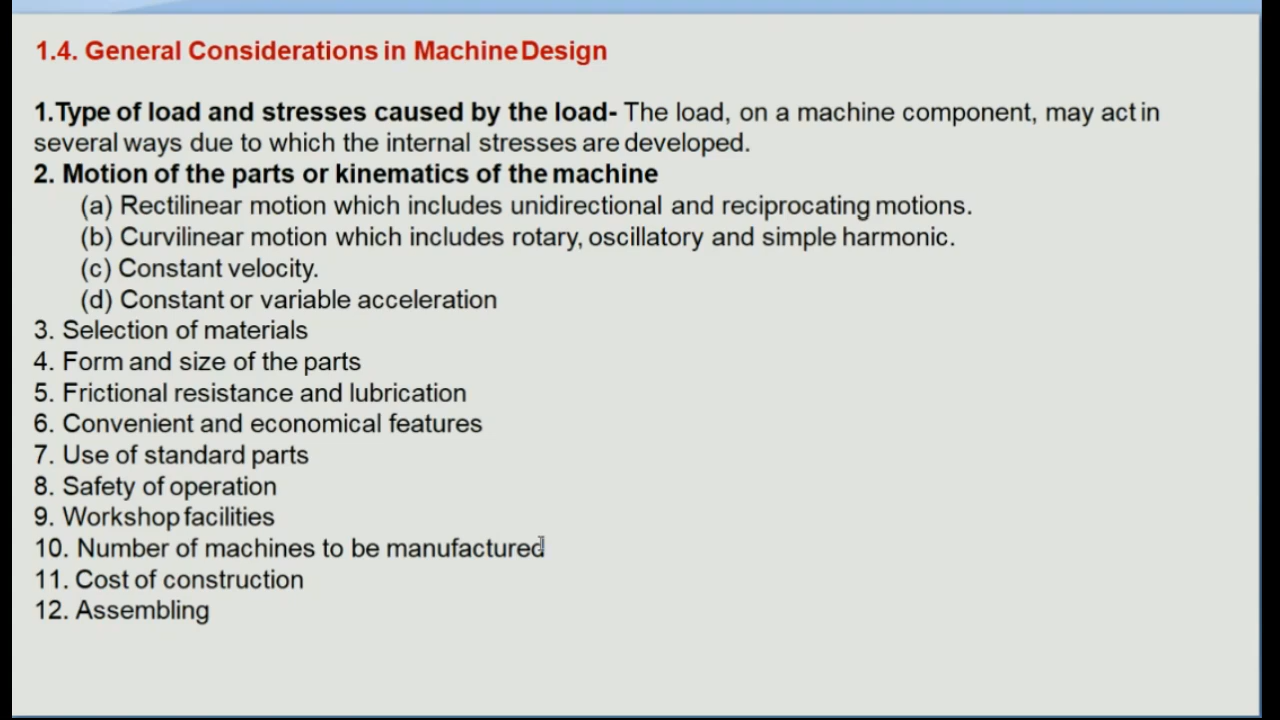 1.4. General Considerations in Machine Design
1.Type of load and stresses caused by the load- The load, on a machine component, may act in
several ways due to which the internal stresses are developed.
2. Motion of the parts or kinematics of the machine
(a) Rectilinear motion which includes unidirectional and reciprocating motions.
(b) Curvilinear motion which includes rotary, oscillatory and simple harmonic.
(c) Constant velocity.
(d) Constant or variable acceleration
3. Selection of materials
4. Form and size of the parts
5. Frictional resistance and lubrication
6. Convenient and economical features
7. Use of standard parts
8. Safety of operation
9. Workshop facilities
10. Number of machines to be manufactured
11. Cost of construction
12. Assembling